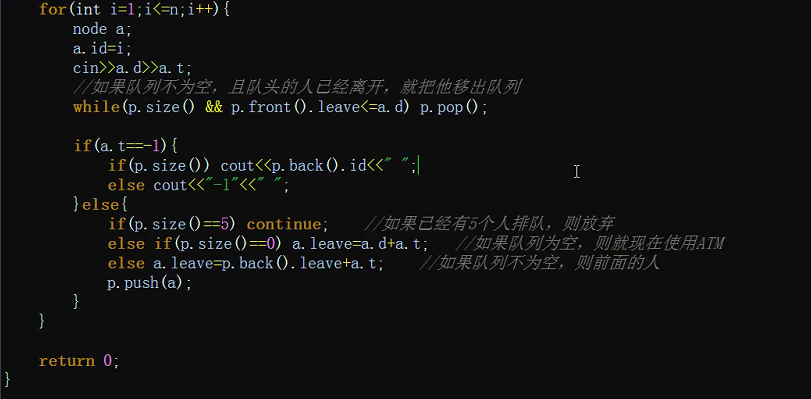 for(int i=1;i<=n;i++){
node a;
a.id=i;
cin>>a.d>>a.t;
//如果队列不为空，且队头的人已经离开，就把他移出队列
while(p.size() && p.front().leave<=a.d) p.pop();
if(a.t==-1){
if(p.size()) cout<<p.back().id<<" ";
else cout<<"-1"<<" ";
}else{
if(p.size()==5) continue; //如果已经有5个人排队，则放弃
else if(p.size()==0) a.leave=a.d+a.t; //如果队列为空，则就现在使用ATM
else a.leave=p.back().leave+a.t; //如果队列不为空，则前面的人
p.push(a);
}
}
return 0;
}